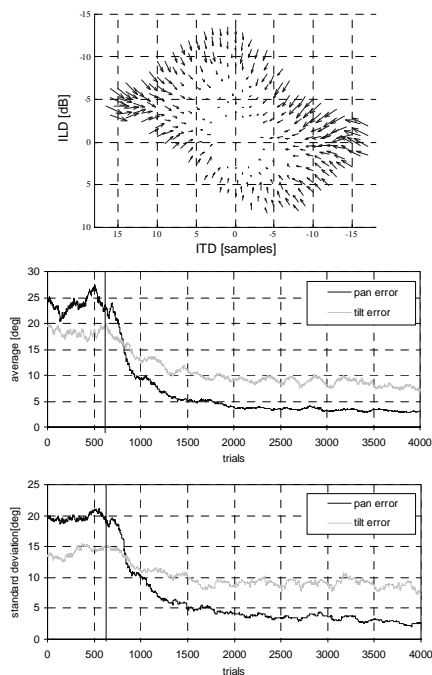 -15
-10
-5
0
5
10
ILD [dB]
15 10 5 0 -5 -10 -15
ITD [samples]
30
25
20
15
10
5
0
average [deg]
pan error
tilt error
0 500 1000 1500 2000 2500 3000 3500 4000
trials
25
20
15
10
5
0
standard deviation[deg]
pan error
tilt error
0 500 1000 1500 2000 2500 3000 3500 4000
trials